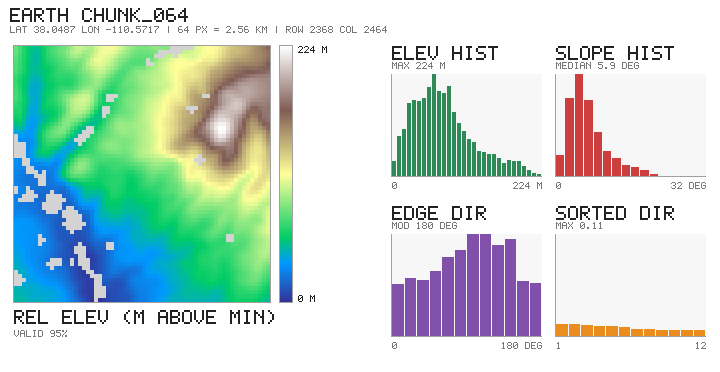 EARTH CHUNK_064
LAT 38.0487 LON -110.5717 | 64 PX = 2.56 KM | ROW 2368 COL 2464
224 M
0 M
REL ELEV (M ABOVE MIN)
VALID 95%
ELEV HIST
MAX 224 M
0 224 M
SLOPE HIST
MEDIAN 5.9 DEG
0 32 DEG
EDGE DIR
MOD 180 DEG
0 180 DEG
SORTED DIR
MAX 0.11
1 12